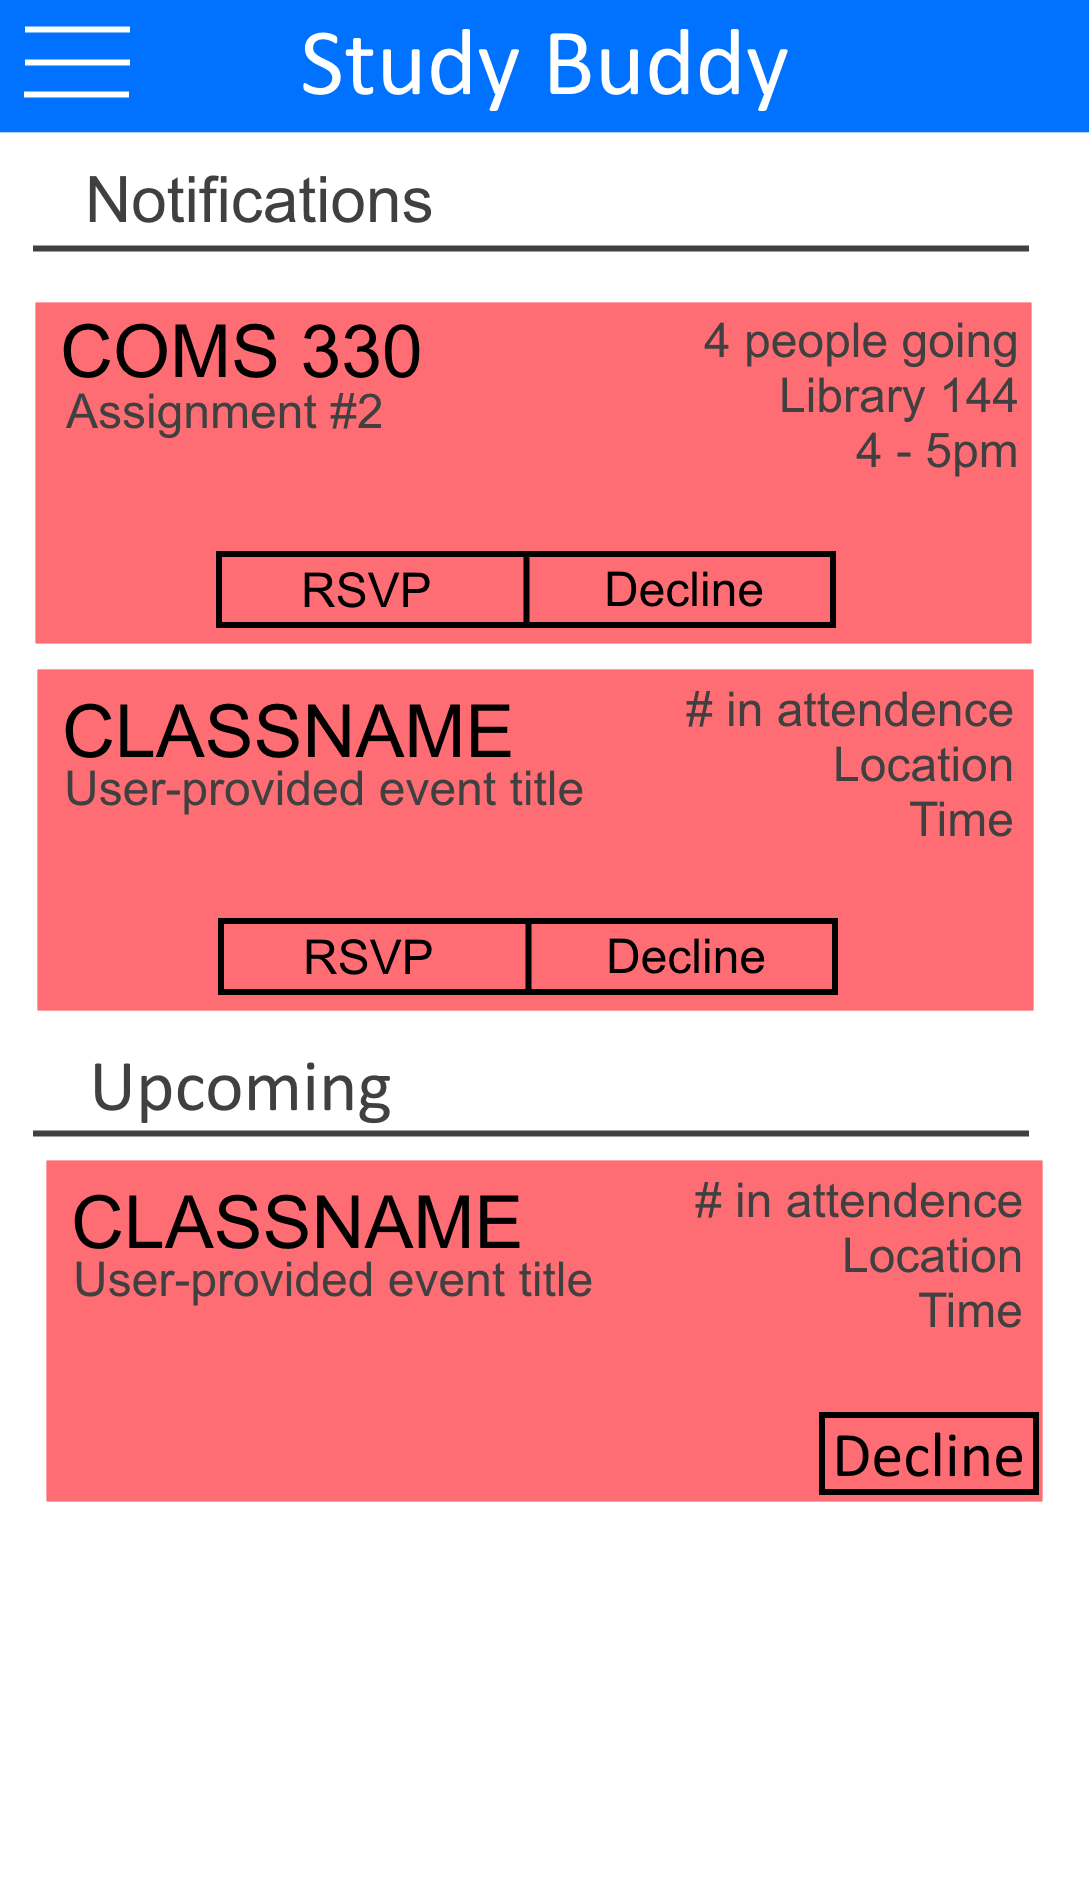 Study Buddy
Notifications
COMS 330
Assignment #2
4 people going
Library 144
4 - 5pm
RSVP
Decline
CLASSNAME
User-provided event title
# in attendence
Location
Time
RSVP
Decline
Upcoming
CLASSNAME
User-provided event title
# in attendence
Location
Time
Decline